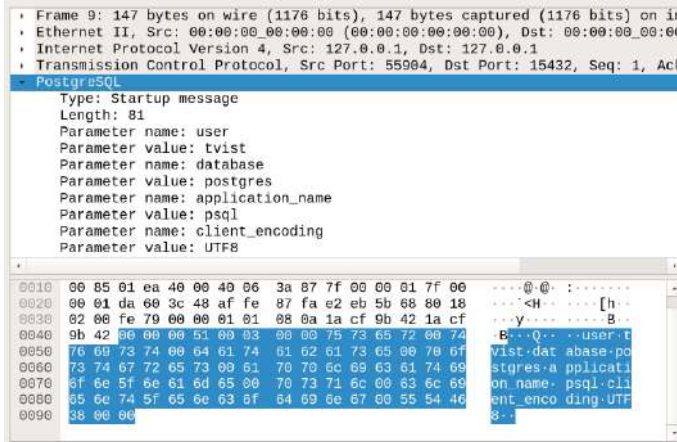 Frame 9: 147 bytes on wire (1176 bits), 147 bytes captured (1176 bits) on i
Ethernet II, Src: 00:00:00_00:00:00 (00:00:00:00:00:00), Dst: 00:00:00_00:0
Internet Protocol Version 4, Src: 127.0.0.1, Dst: 127.0.0.1
Transmission Control Protocol, Src Port: 55904, Dst Port: 15432, Seq: 1, Ac
PostgreSQL
Type: Startup message
Length: 81
Parameter name: user
Parameter value: tvist
Parameter name: database
Parameter value: postgres
Parameter name: application_name
Parameter value: psql
Parameter name: client_encoding
Parameter value: UTF8
0010 00 85 01 ea 40 00 40 06 3a 87 7f 00 00 01 7f 00 ····@·@· :·······
0020 00 01 da 60 3c 48 af fe 87 fa e2 eb 5b 68 80 18 ···`<H·· ····[h··
0030 02 00 fe 79 00 00 01 01 08 0a 1a cf 9b 42 1a cf ···y···· ·····B··
0040 9b 42 00 00 00 51 00 03 00 00 75 73 65 72 00 74 ·B···Q·· ··user·t
0050 76 69 73 74 00 64 61 74 61 62 61 73 65 00 70 6f vist·dat abase·po
0060 73 74 67 72 65 73 00 61 70 70 6c 69 63 61 74 69 stgres·a pplicati
0070 6f 6e 5f 6e 61 6d 65 00 70 73 71 6c 00 63 6c 69 on_name· psql·cli
0080 65 6e 74 5f 65 6e 63 6f 64 69 6e 67 00 55 54 46 ent_enco ding·UTF
0090 38 00 00 8··